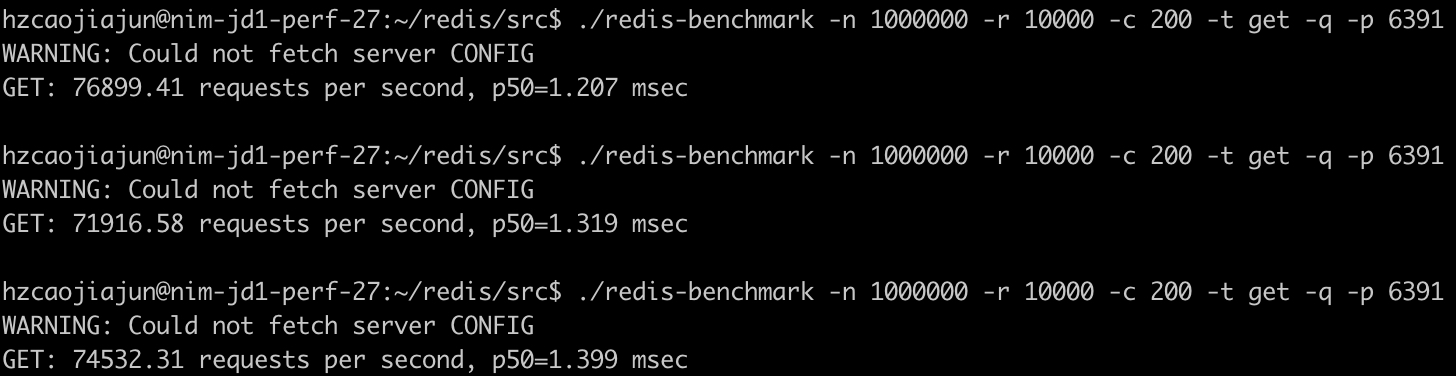 hzcaojiajun@nim-jd1-perf-27:~/redis/src$ ./redis-benchmark -n 1000000 -r 10000 -c 200 -t get -q -p 6391
WARNING: Could not fetch server CONFIG
GET: 76899.41 requests per second, p50=1.207 msec
hzcaojiajun@nim-jd1-perf-27:~/redis/src$ ./redis-benchmark -n 1000000 -r 10000 -c 200 -t get -q -p 6391
WARNING: Could not fetch server CONFIG
GET: 71916.58 requests per second, p50=1.319 msec
hzcaojiajun@nim-jd1-perf-27:~/redis/src$ ./redis-benchmark -n 1000000 -r 10000 -c 200 -t get -q -p 6391
WARNING: Could not fetch server CONFIG
GET: 74532.31 requests per second, p50=1.399 msec